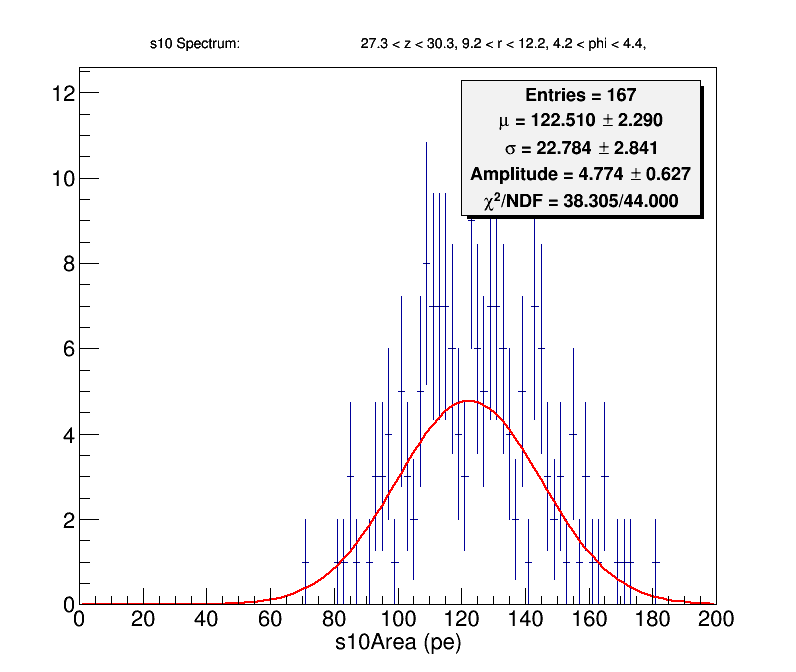 s10 Spectrum: 27.3 < z < 30.3, 9.2 < r < 12.2, 4.2 < phi < 4.4,
Entries = 167
μ = 122.510 ± 2.290
σ = 22.784 ± 2.841
Amplitude = 4.774 ± 0.627
χ²/NDF = 38.305/44.000
12
10
8
6
4
2
0
0 20 40 60 80 100 120 140 160 180 200
s10Area (pe)